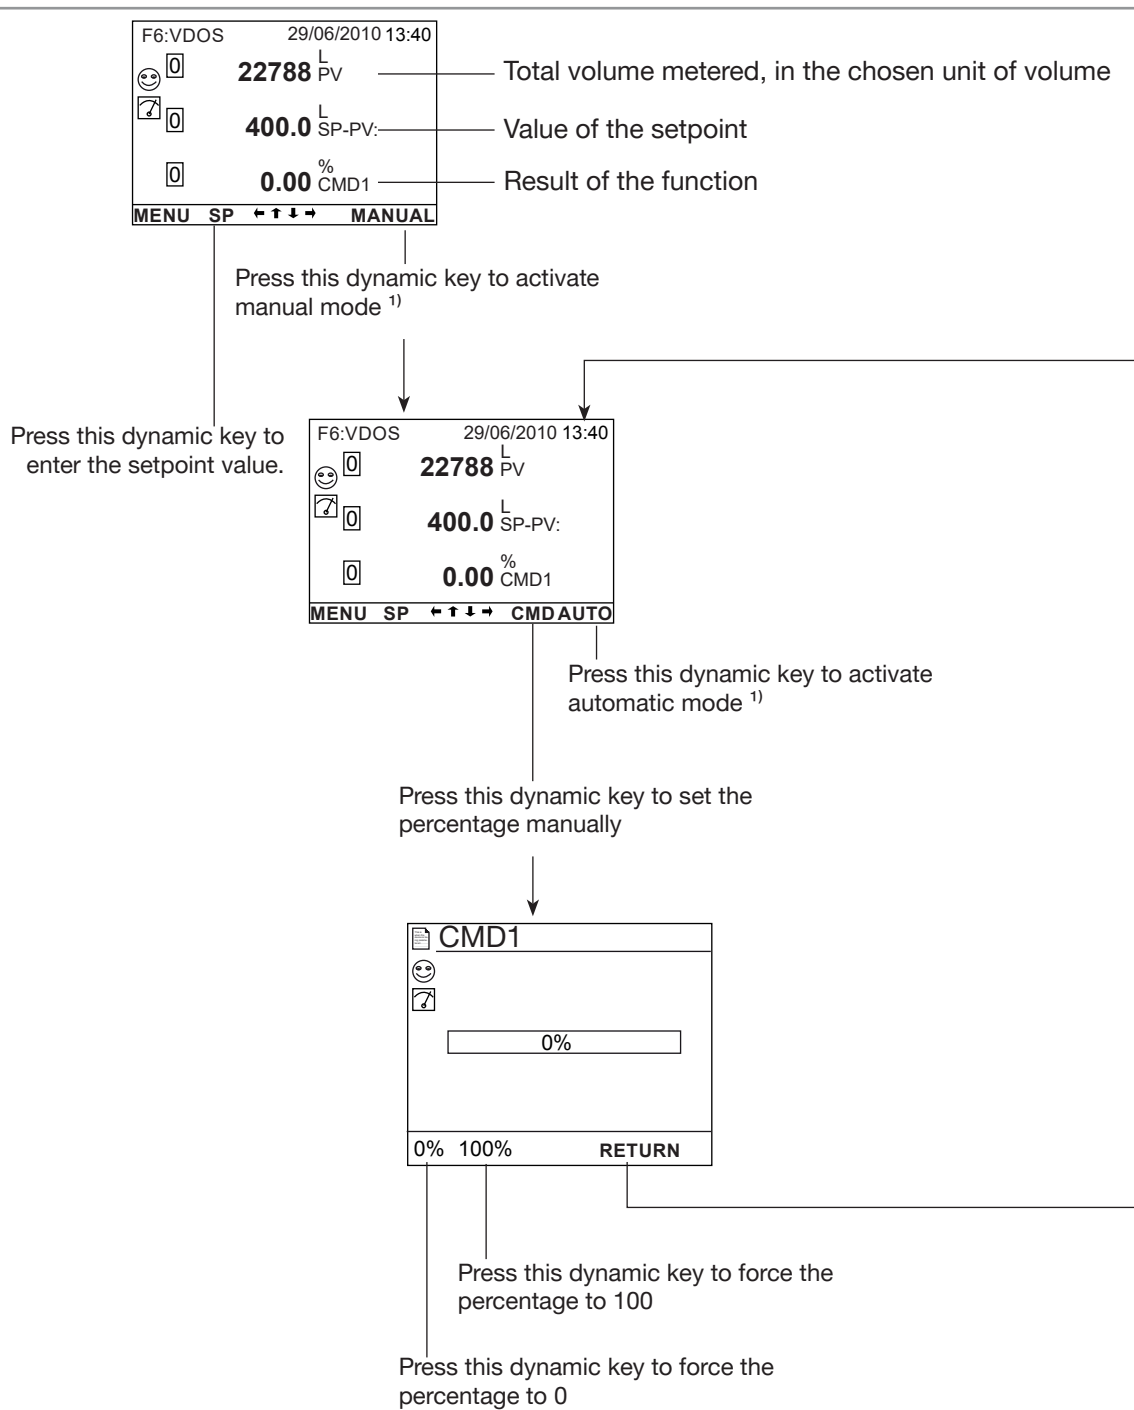 F6:VDOS 29/06/2010 13:40
0 22788 L PV
Total volume metered, in the chosen unit of volume
0 400.0 L SP-PV:
Value of the setpoint
0 0.00 % CMD1
Result of the function
MENU SP ← ↑ ↓ → MANUAL
Press this dynamic key to activate
manual mode 1)
Press this dynamic key to
enter the setpoint value.
F6:VDOS 29/06/2010 13:40
0 22788 L PV
0 400.0 L SP-PV:
0 0.00 % CMD1
MENU SP ← ↑ ↓ → CMD AUTO
Press this dynamic key to activate
automatic mode 1)
Press this dynamic key to set the
percentage manually
CMD1
0%
0% 100% RETURN
Press this dynamic key to force the
percentage to 100
Press this dynamic key to force the
percentage to 0